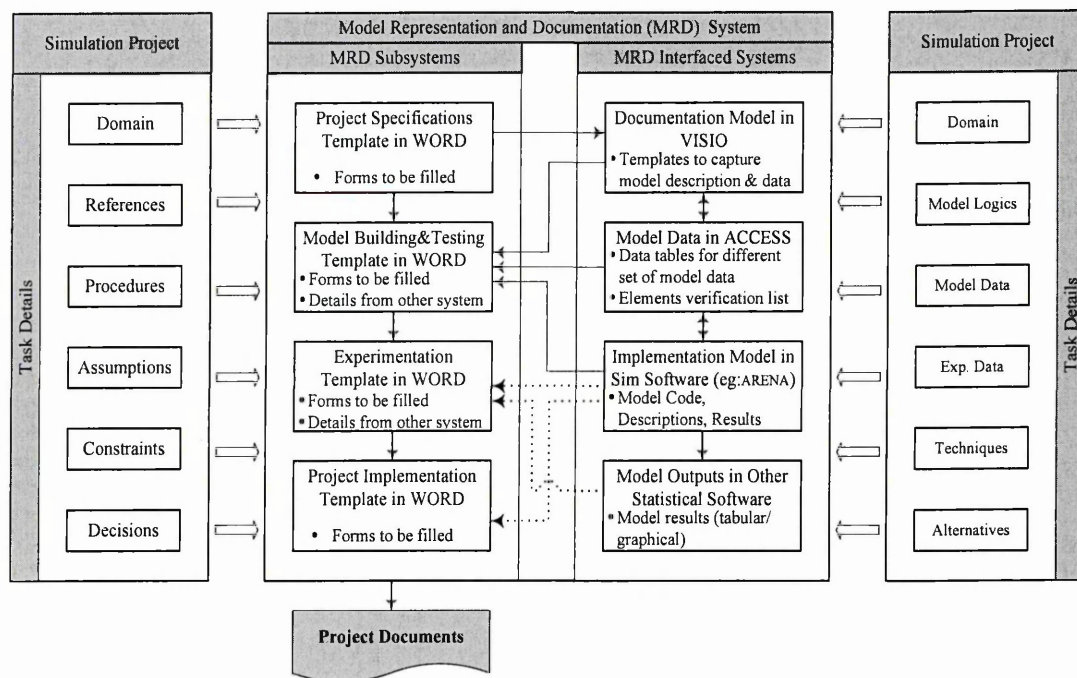 Simulation Project
Task Details
Domain
References
Procedures
Assumptions
Constraints
Decisions
Model Representation and Documentation (MRD) System
MRD Subsystems
Project Specifications
Template in WORD
• Forms to be filled
Model Building&Testing
Template in WORD
• Forms to be filled
• Details from other system
Experimentation
Template in WORD
• Forms to be filled
• Details from other system
Project Implementation
Template in WORD
• Forms to be filled
MRD Interfaced Systems
Documentation Model in
VISIO
• Templates to capture
model description & data
Model Data in ACCESS
• Data tables for different
set of model data
• Elements verification list
Implementation Model in
Sim Software (eg:ARENA)
• Model Code,
Descriptions, Results
Model Outputs in Other
Statistical Software
• Model results (tabular/
graphical)
Simulation Project
Domain
Model Logics
Model Data
Exp. Data
Techniques
Alternatives
Task Details
Project Documents